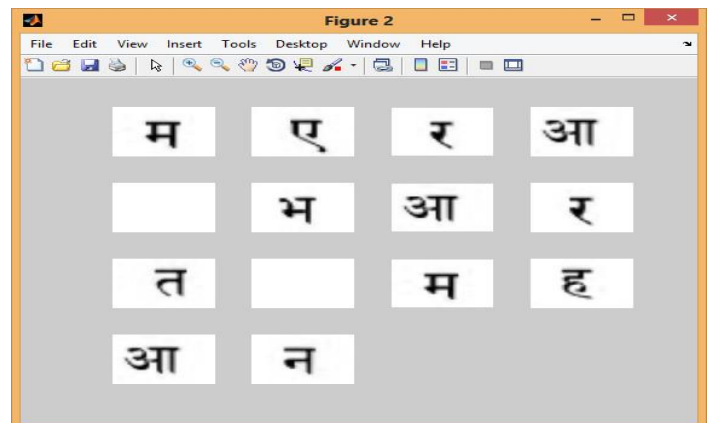 Figure 2
File Edit View Insert Tools Desktop Window Help
म ए र आ
भ आ र
त म ह
आ न